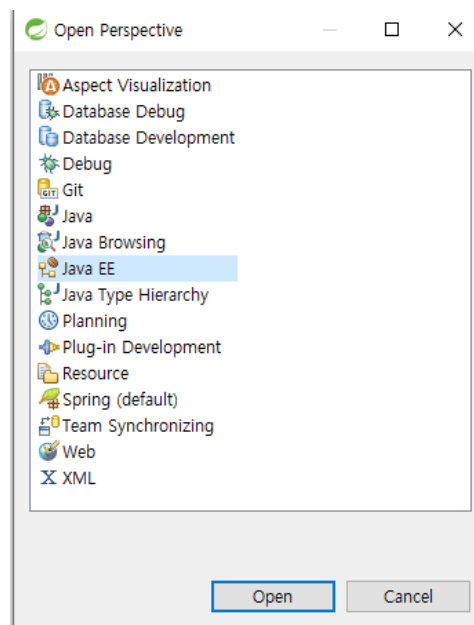 Open Perspective
Aspect Visualization
Database Debug
Database Development
Debug
Git
Java
Java Browsing
Java EE
Java Type Hierarchy
Planning
Plug-in Development
Resource
Spring (default)
Team Synchronizing
Web
XML
Open Cancel